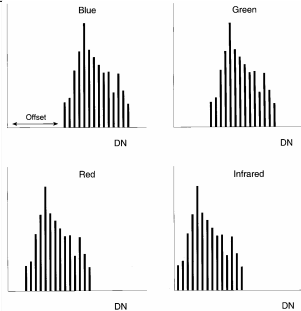 Blue
Green
Offset
DN
DN
Red
Infrared
DN
DN